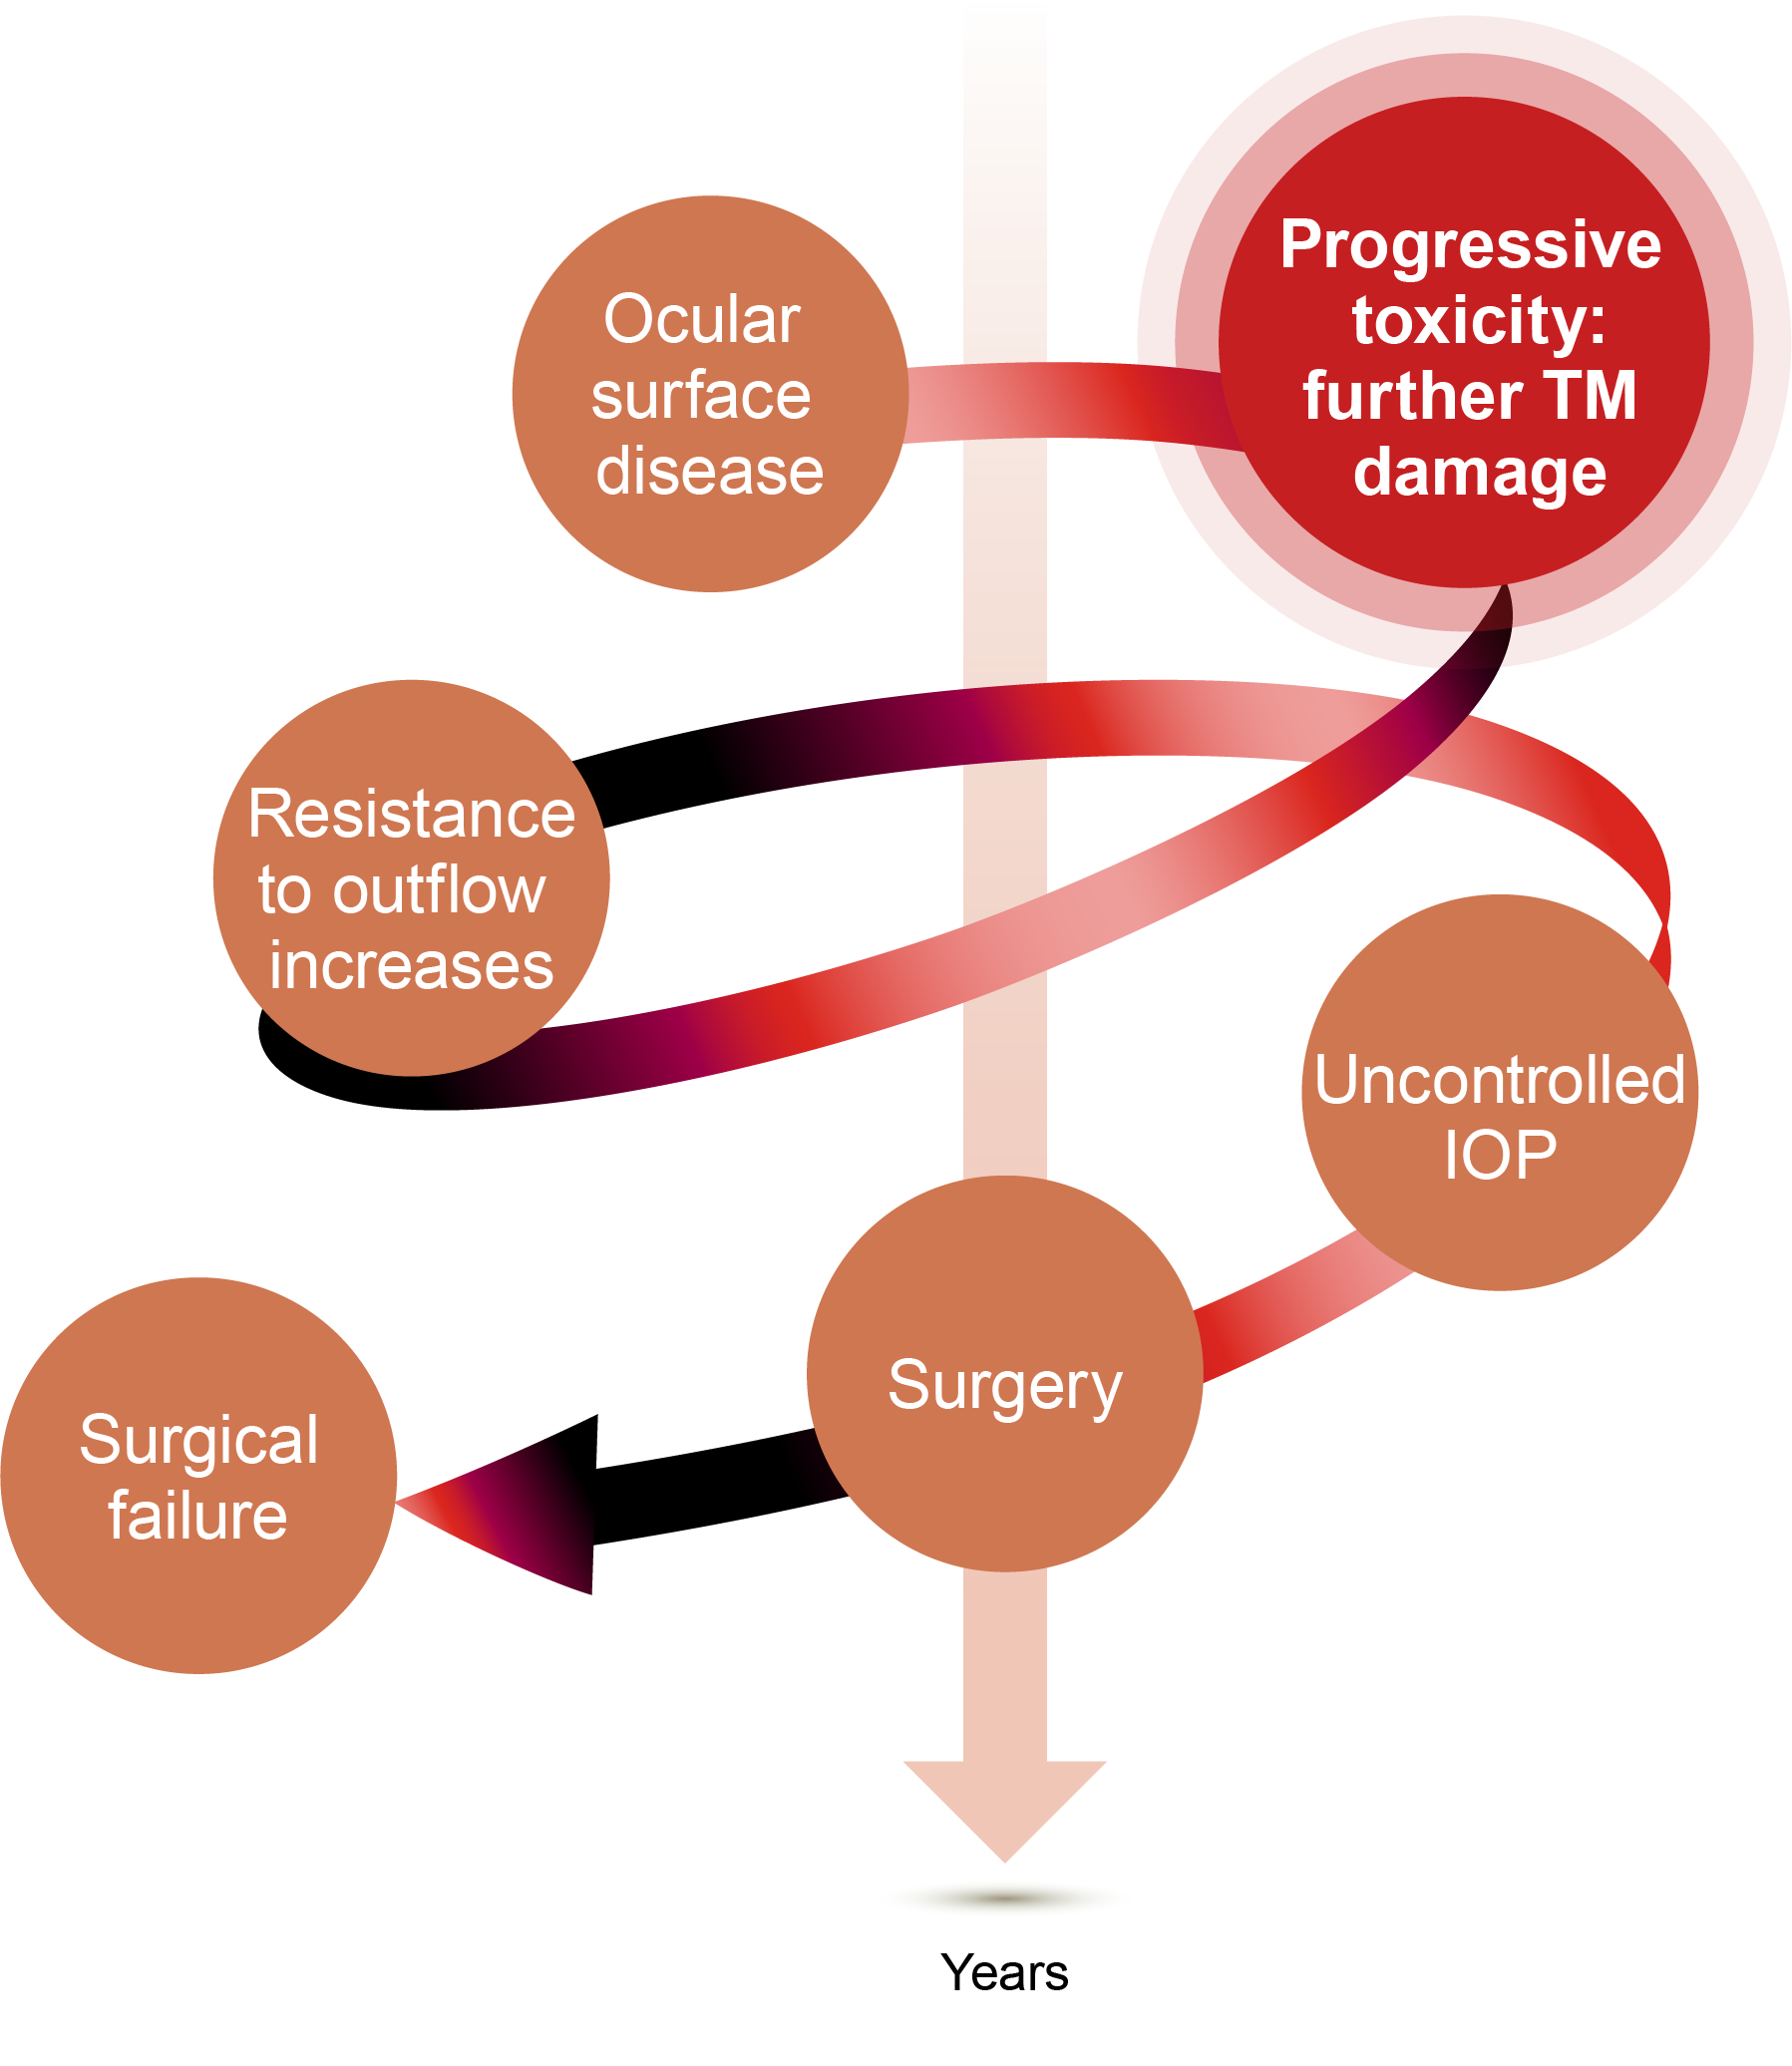 Ocular
surface
disease
Progressive
toxicity:
further TM
damage
Resistance
to outflow
increases
Uncontrolled
IOP
Surgery
Surgical
failure
Years